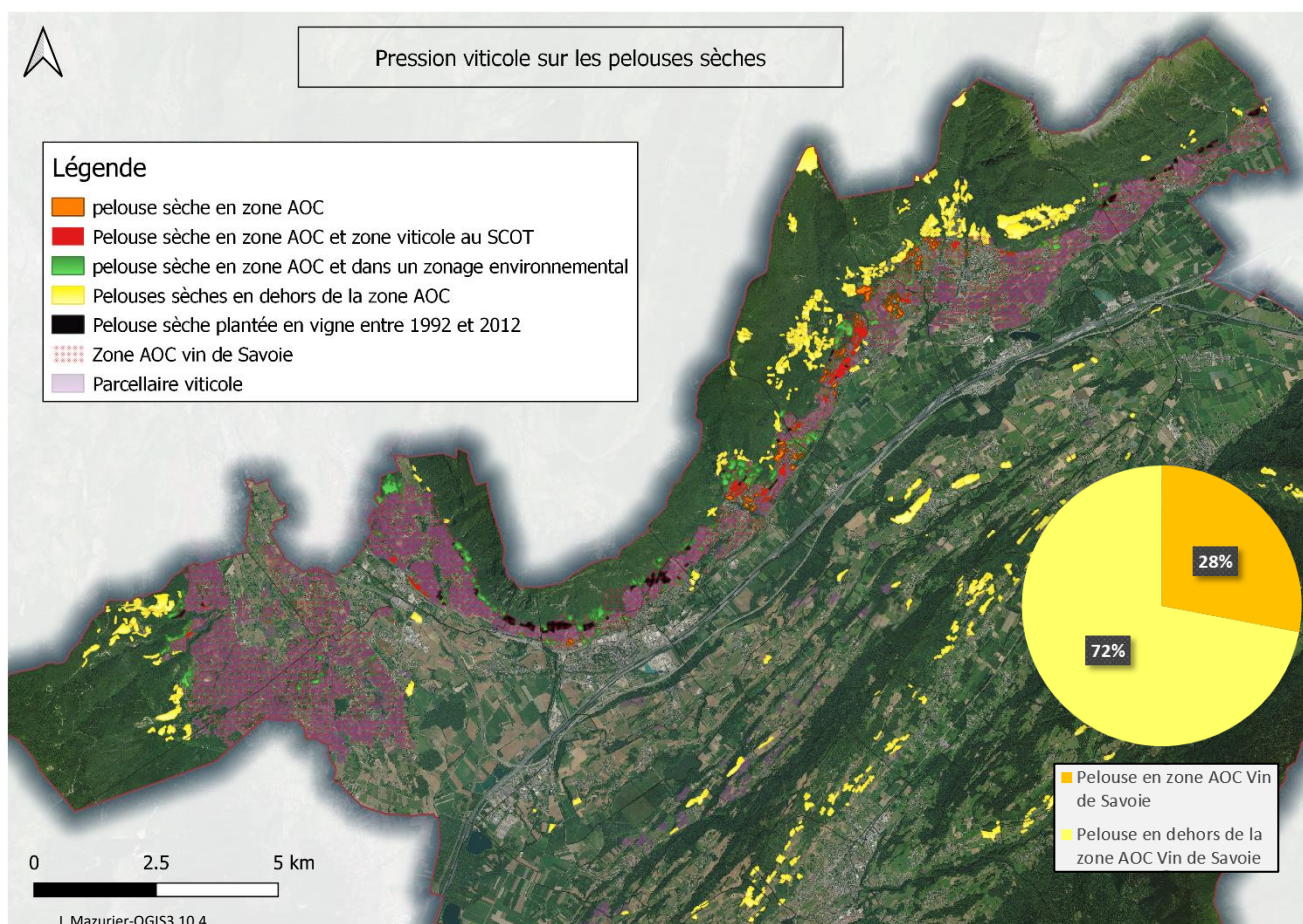 Pression viticole sur les pelouses sèches
Légende
pelouse sèche en zone AOC
Pelouse sèche en zone AOC et zone viticole au SCOT
pelouse sèche en zone AOC et dans un zonage environnemental
Pelouses sèches en dehors de la zone AOC
Pelouse sèche plantée en vigne entre 1992 et 2012
Zone AOC vin de Savoie
Parcellaire viticole
28%
72%
Pelouse en zone AOC Vin
de Savoie
Pelouse en dehors de la
zone AOC Vin de Savoie
0 2.5 5 km
Mazurier-QGIS3.10.4